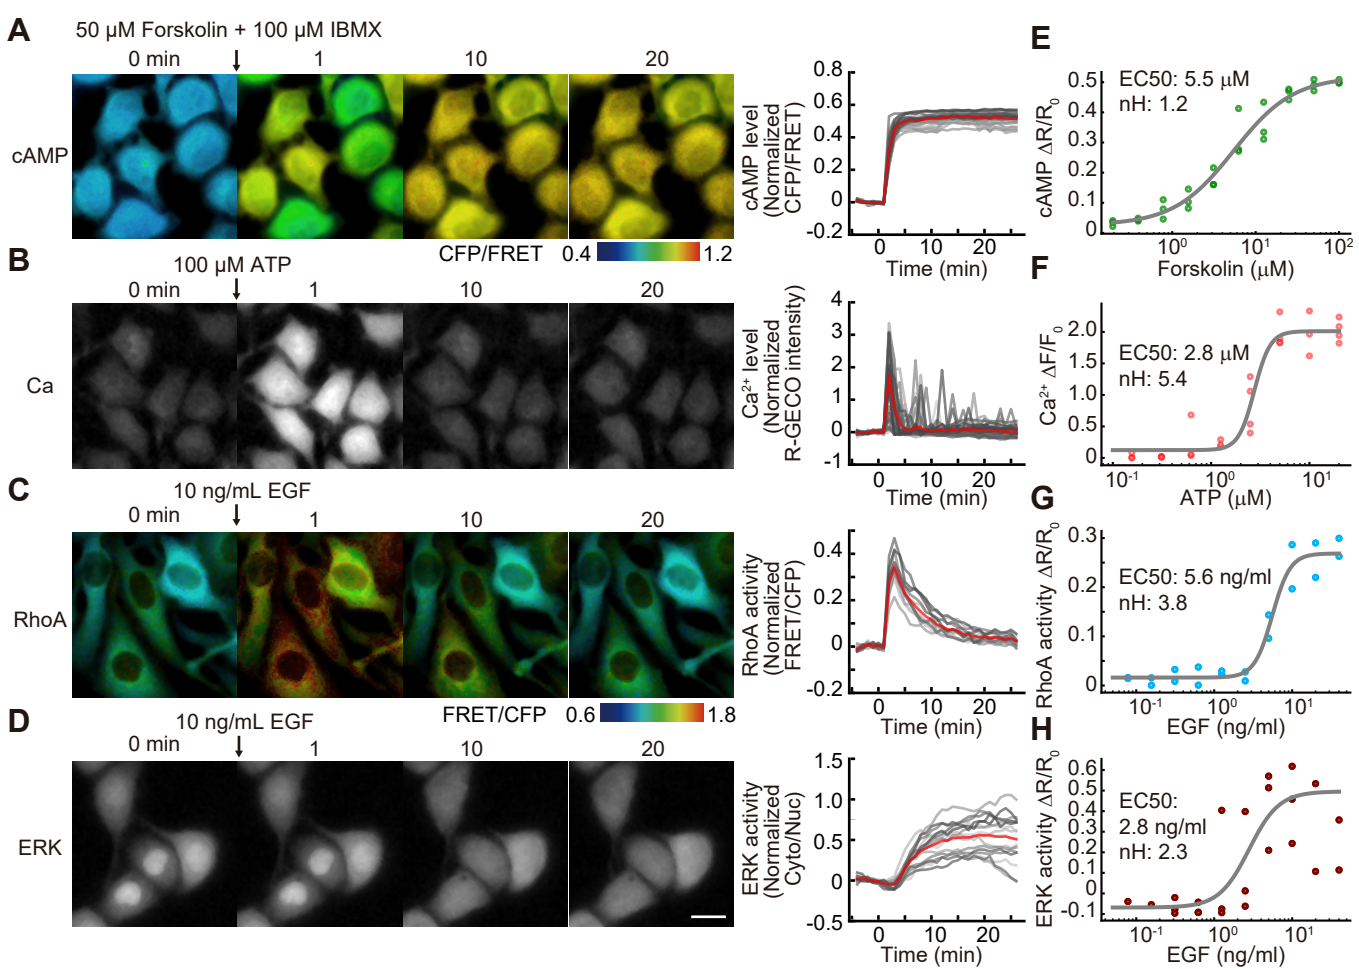 A
50 μM Forskolin + 100 μM IBMX
0 min
1
10
20
cAMP
CFP/FRET
0.4
1.2
cAMP level
(Normalized
CFP/FRET)
0.8
0.6
0.4
0.2
0
-0.2
0
10
20
Time (min)
E
EC50: 5.5 μM
nH: 1.2
cAMP ΔR/R0
0.5
0.4
0.3
0.2
0.1
0
10^0
10^1
10^2
Forskolin (μM)
B
100 μM ATP
0 min
1
10
20
Ca
Ca2+ level
(Normalized
R-GECO intensity)
4
3
2
1
0
-1
0
10
20
Time (min)
F
EC50: 2.8 μM
nH: 5.4
Ca2+ ΔF/F0
2.0
1.5
1.0
0.5
0
10^-1
10^0
10^1
ATP (μM)
C
10 ng/mL EGF
0 min
1
10
20
RhoA
FRET/CFP
0.6
1.8
RhoA activity
(Normalized
FRET/CFP)
0.4
0.2
0
-0.2
0
10
20
Time (min)
G
EC50: 5.6 ng/ml
nH: 3.8
RhoA activity ΔR/R0
0.3
0.2
0.1
0
10^-1
10^0
10^1
EGF (ng/ml)
D
10 ng/mL EGF
0 min
1
10
20
ERK
ERK activity
(Normalized
Cyto/Nuc)
1.5
1.0
0.5
0
-0.5
0
10
20
Time (min)
H
EC50:
2.8 ng/ml
nH: 2.3
ERK activity ΔR/R0
0.6
0.5
0.4
0.3
0.2
0.1
0
-0.1
10^-1
10^0
10^1
EGF (ng/ml)